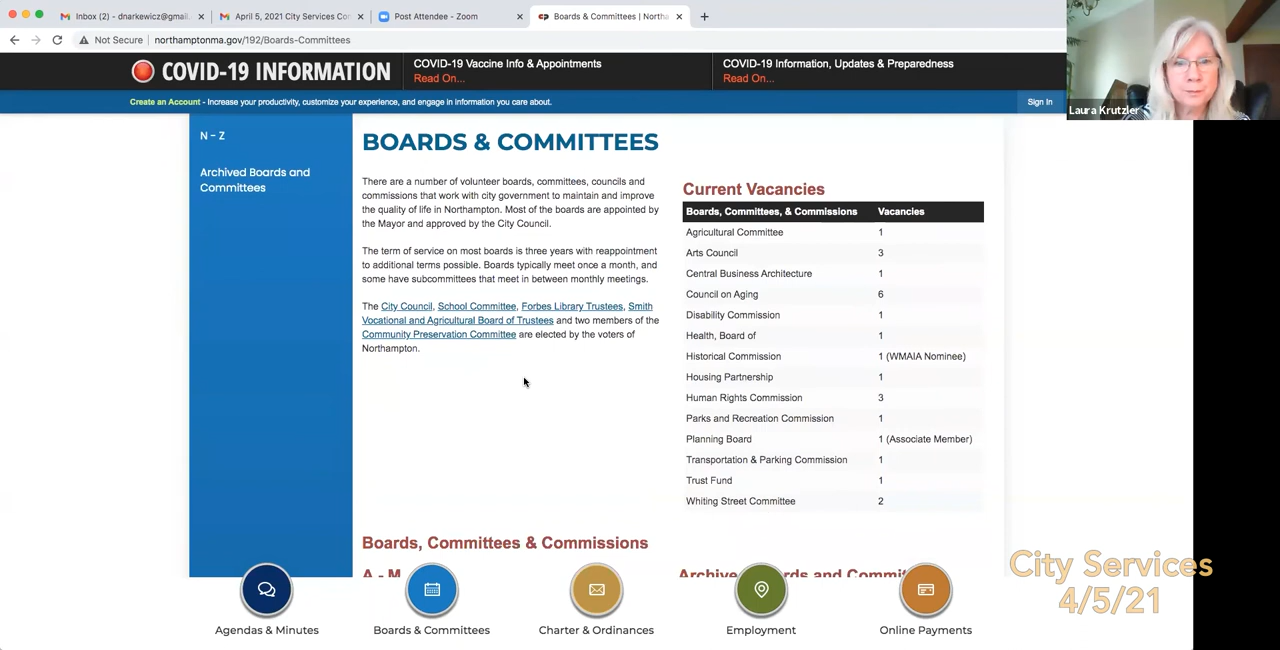 Inbox (2) - dnarkewicz@gmail.
April 5, 2021 City Services Con
Post Attendee - Zoom
Boards & Committees | Northa
Not Secure
northamptonma.gov/192/Boards-Committees
COVID-19 INFORMATION
COVID-19 Vaccine Info & Appointments
Read On...
COVID-19 Information, Updates & Preparedness
Read On...
Laura Krutzler
Create an Account - Increase your productivity, customize your experience, and engage in information you care about.
Sign In
N – Z
Archived Boards and
Committees
BOARDS & COMMITTEES
There are a number of volunteer boards, committees, councils and
commissions that work with city government to maintain and improve
the quality of life in Northampton. Most of the boards are appointed by
the Mayor and approved by the City Council.
The term of service on most boards is three years with reappointment
to additional terms possible. Boards typically meet once a month, and
some have subcommittees that meet in between monthly meetings.
The City Council, School Committee, Forbes Library Trustees, Smith
Vocational and Agricultural Board of Trustees and two members of the
Community Preservation Committee are elected by the voters of
Northampton.
Current Vacancies
Boards, Committees, & Commissions Vacancies
Agricultural Committee 1
Arts Council 3
Central Business Architecture 1
Council on Aging 6
Disability Commission 1
Health, Board of 1
Historical Commission 1 (WMAIA Nominee)
Housing Partnership 1
Human Rights Commission 3
Parks and Recreation Commission 1
Planning Board 1 (Associate Member)
Transportation & Parking Commission 1
Trust Fund 1
Whiting Street Committee 2
Boards, Committees & Commissions
A - M
Agendas & Minutes
Boards & Committees
Charter & Ordinances
Employment
Online Payments
City Services
4/5/21